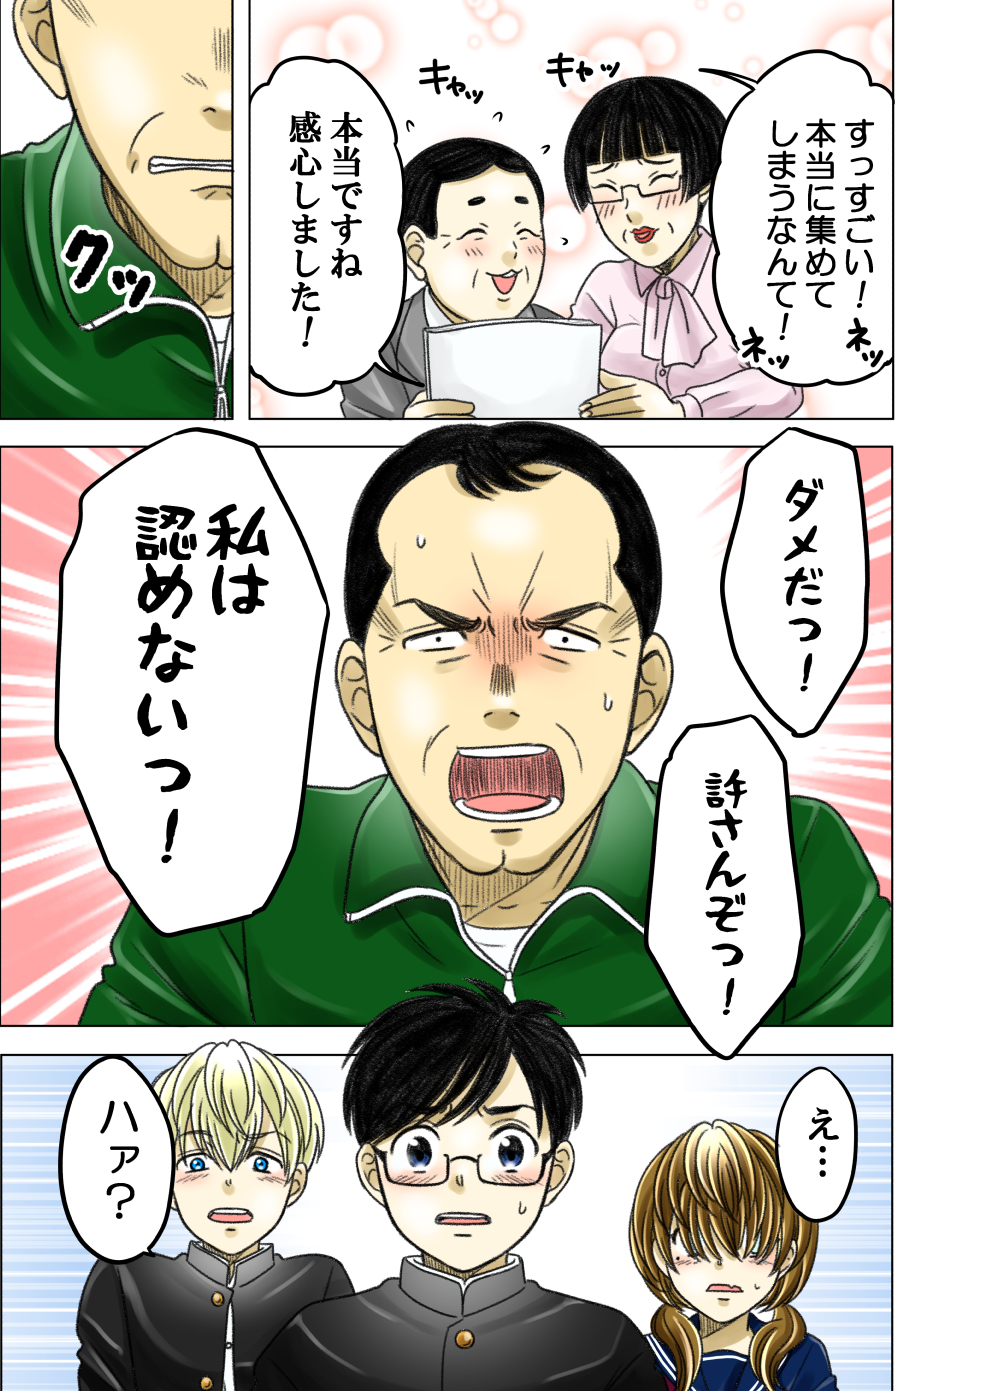 すっすごい！
本当に集めて
しまうなんて！
ネッ
ネッ
キャッ
キャッ
本当ですね
感心しました！
クッ
ダメだっ！
許さんぞっ！
私は
認めないっ！
え…
ハァ？